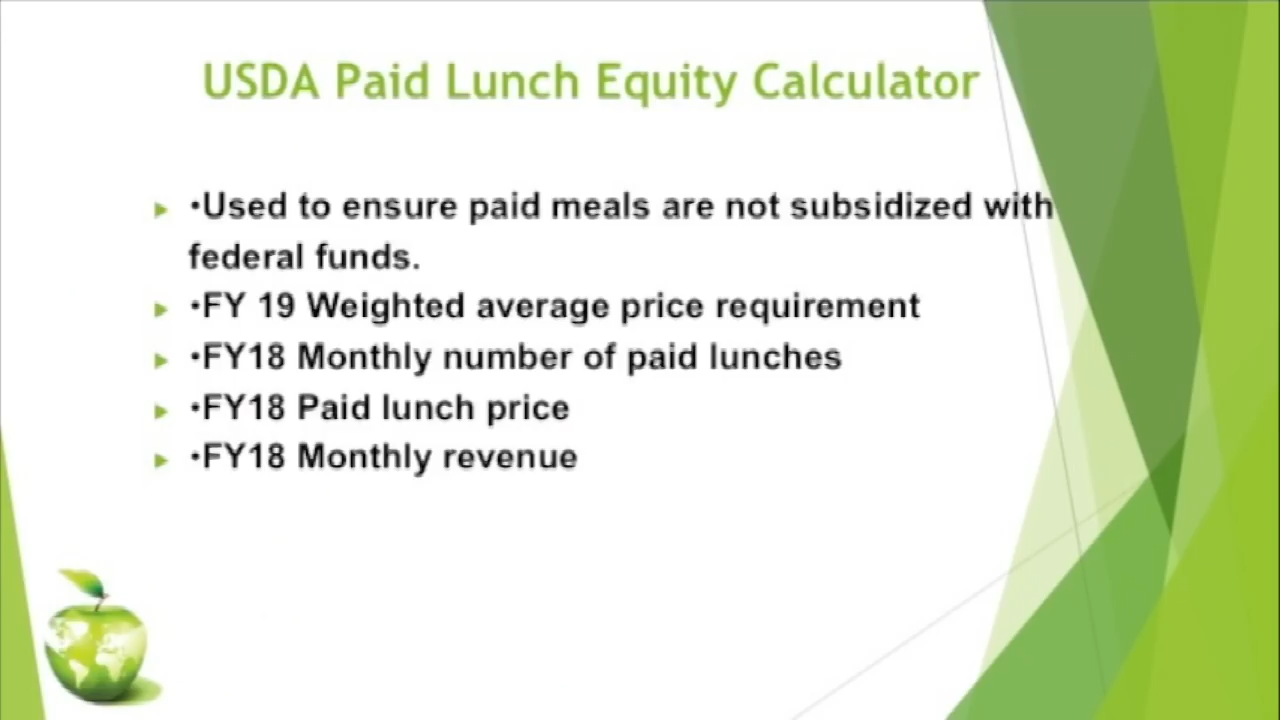 USDA Paid Lunch Equity Calculator
•Used to ensure paid meals are not subsidized with
federal funds.
•FY 19 Weighted average price requirement
•FY18 Monthly number of paid lunches
•FY18 Paid lunch price
•FY18 Monthly revenue